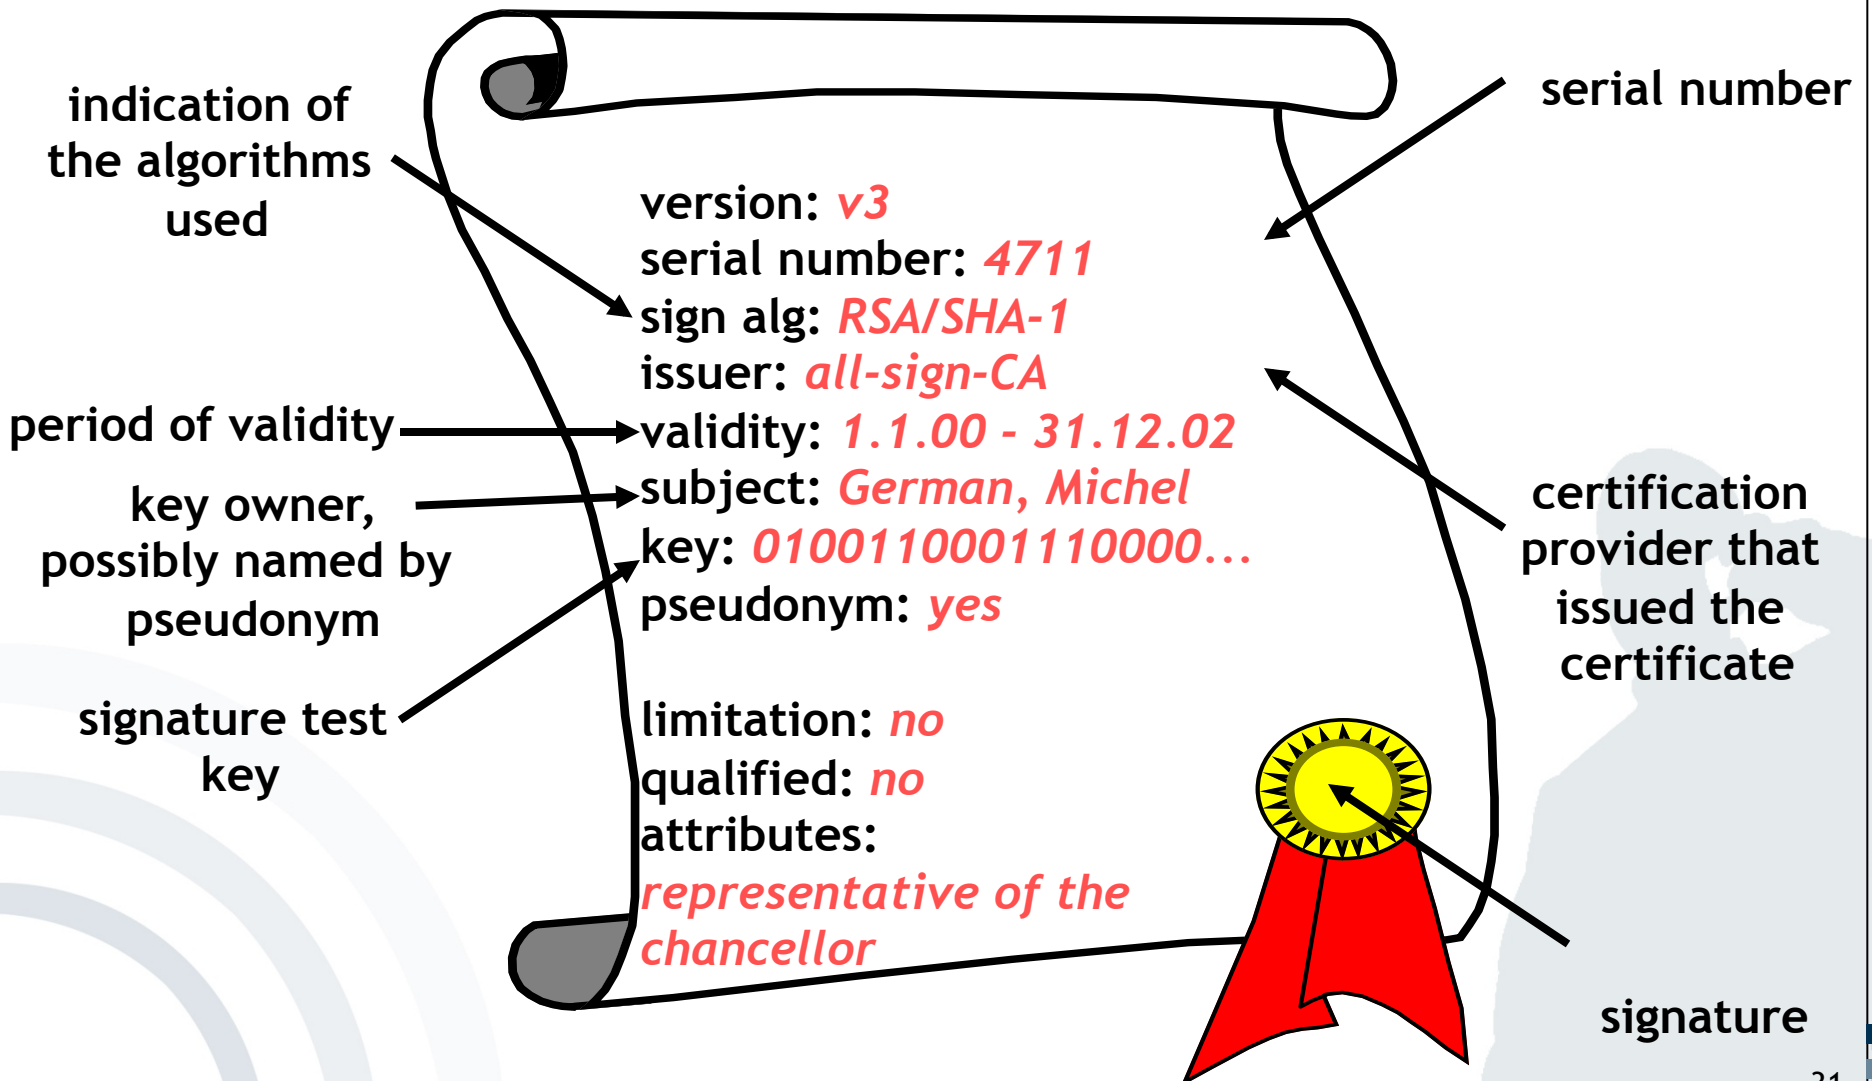 indication of
the algorithms
used
period of validity
key owner,
possibly named by
pseudonym
signature test
key
version: v3
serial number: 4711
sign alg: RSA/SHA-1
issuer: all-sign-CA
validity: 1.1.00 - 31.12.02
subject: German, Michel
key: 0100110001110000...
pseudonym: yes
limitation: no
qualified: no
attributes:
representative of the
chancellor
serial number
certification
provider that
issued the
certificate
signature